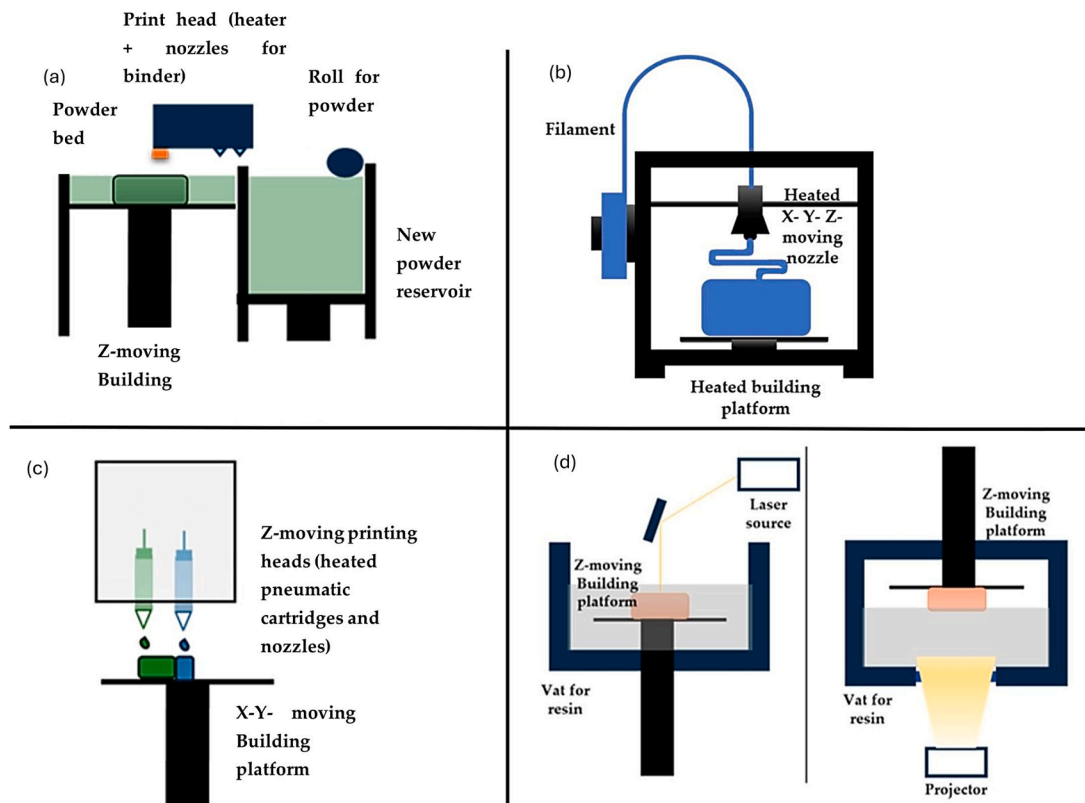 (a)
Print head (heater
+ nozzles for
binder)
Powder
bed
Roll for
powder
New
powder
reservoir
Z-moving
Building
(b)
Filament
Heated
X- Y- Z-
moving
nozzle
Heated building
platform
(c)
Z-moving printing
heads (heated
pneumatic
cartridges and
nozzles)
X-Y- moving
Building
platform
(d)
Laser
source
Z-moving
Building
platform
Vat for
resin
Z-moving
Building
platform
Vat for
resin
Projector